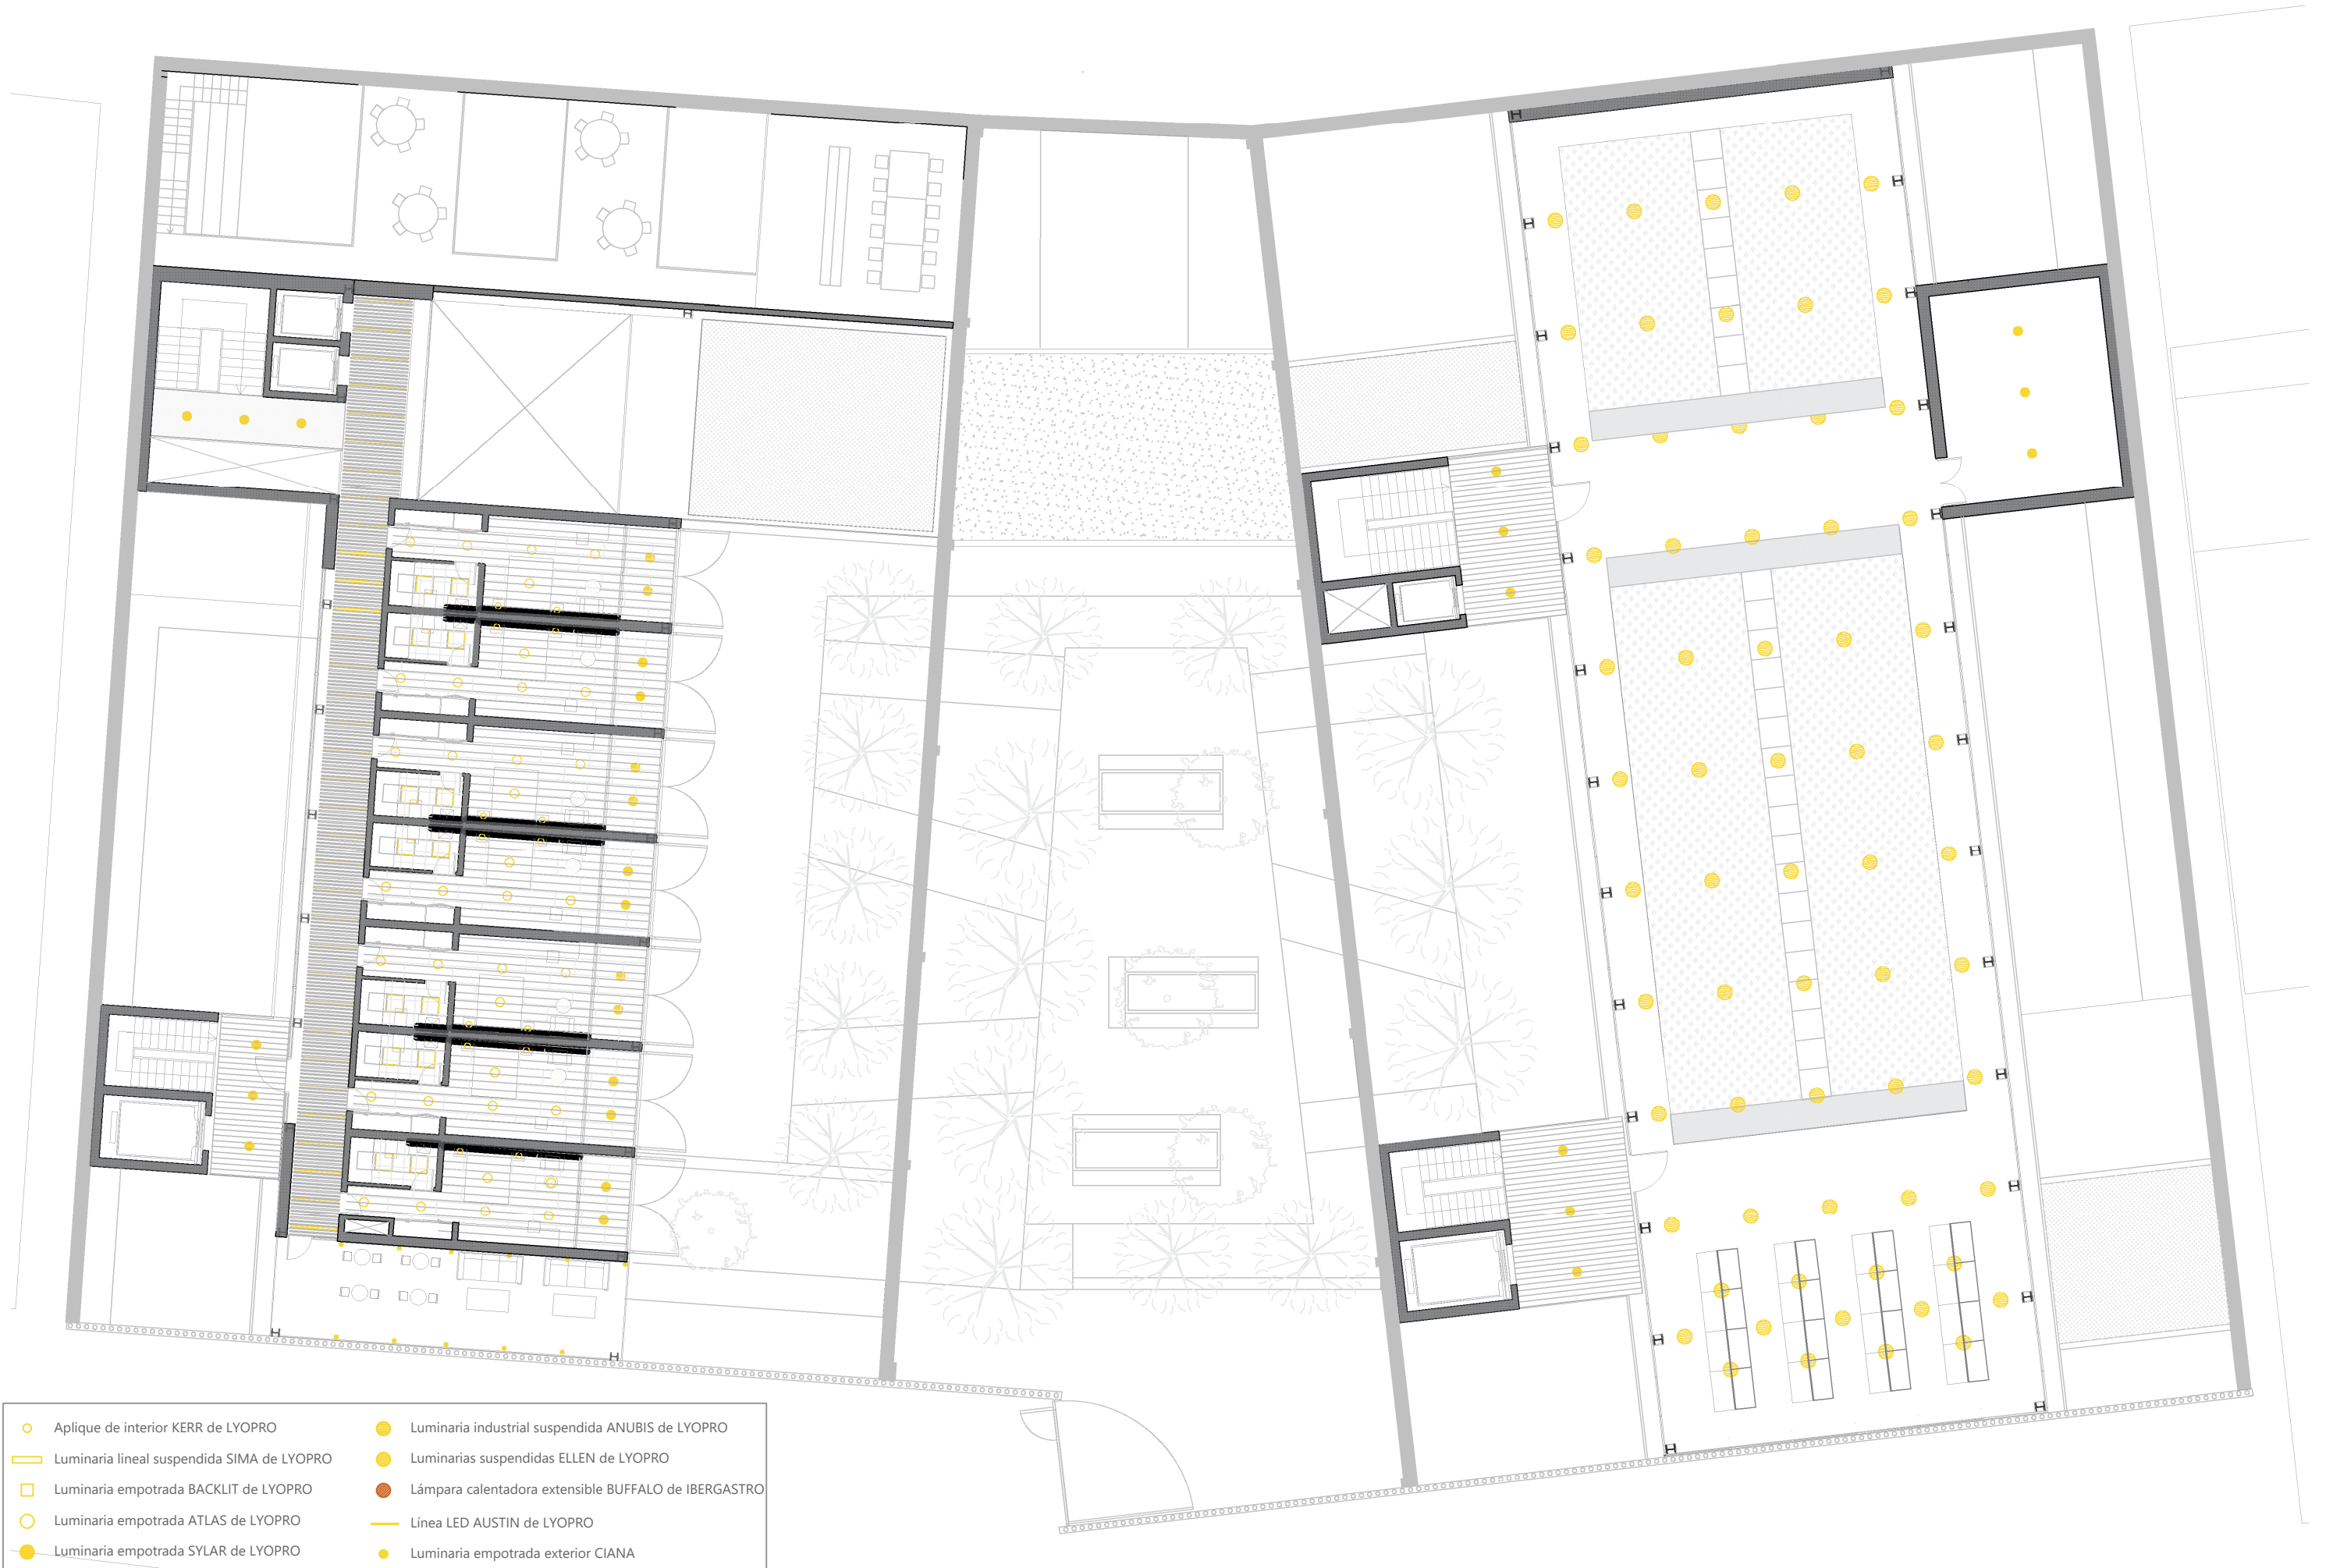 Aplique de interior KERR de LYOPRO
Luminaria lineal suspendida SIMA de LYOPRO
Luminaria empotrada BACKLIT de LYOPRO
Luminaria empotrada ATLAS de LYOPRO
Luminaria empotrada SYLAR de LYOPRO
Luminaria industrial suspendida ANUBIS de LYOPRO
Luminarias suspendidas ELLEN de LYOPRO
Lámpara calentadora extensible BUFFALO de IBERGASTRO
Línea LED AUSTIN de LYOPRO
Luminaria empotrada exterior CIANA